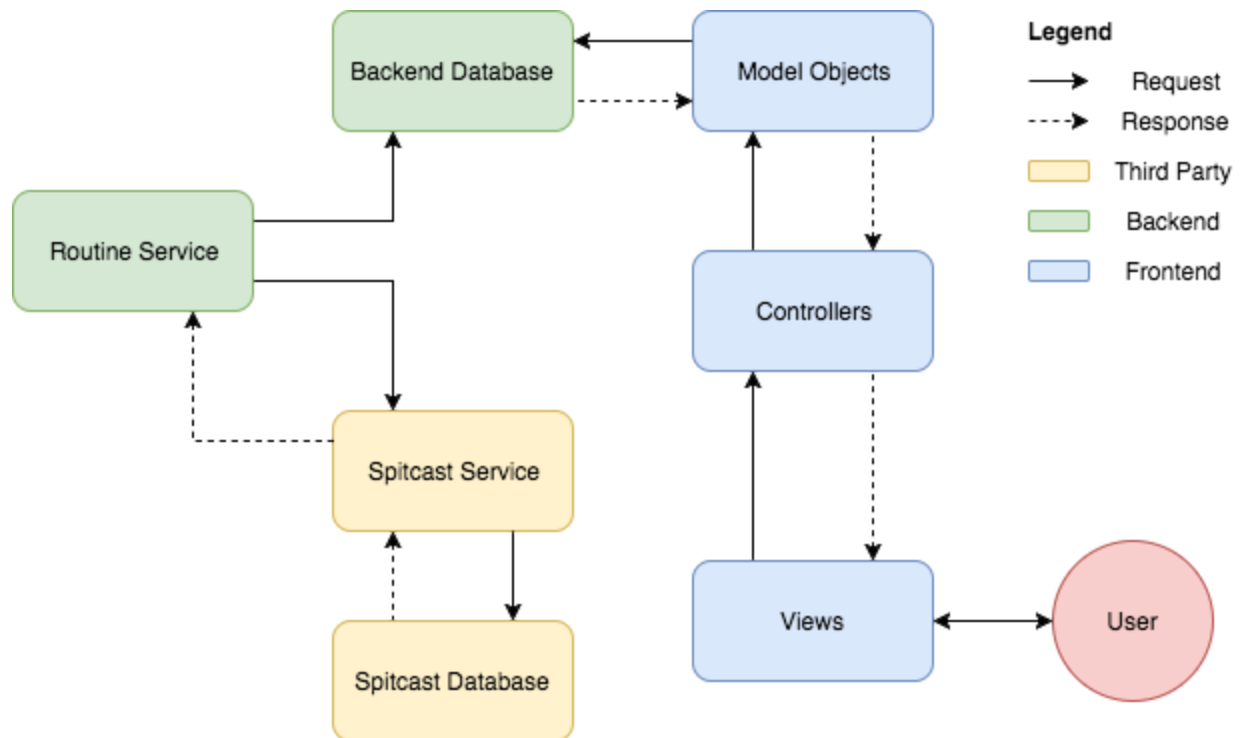 Backend Database
Model Objects
Legend
Request
Response
Third Party
Backend
Frontend
Routine Service
Controllers
Spitcast Service
Views
User
Spitcast Database